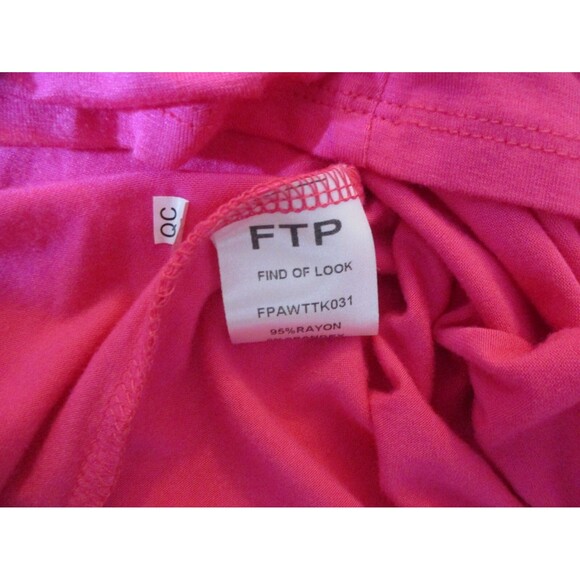 QC
FTP
FIND OF LOOK
FPAWTTK031
95%RAYON